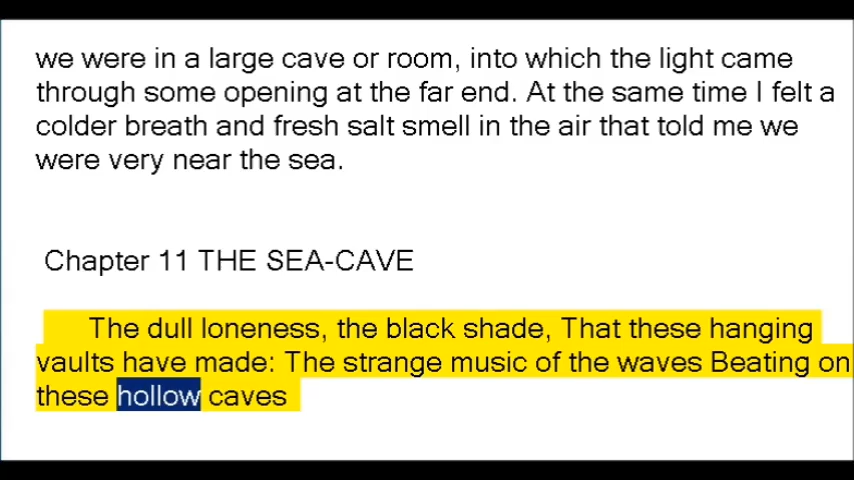 we were in a large cave or room, into which the light came
through some opening at the far end. At the same time I felt a
colder breath and fresh salt smell in the air that told me we
were very near the sea.
Chapter 11 THE SEA-CAVE
The dull loneness, the black shade, That these hanging
vaults have made: The strange music of the waves Beating on
these hollow caves